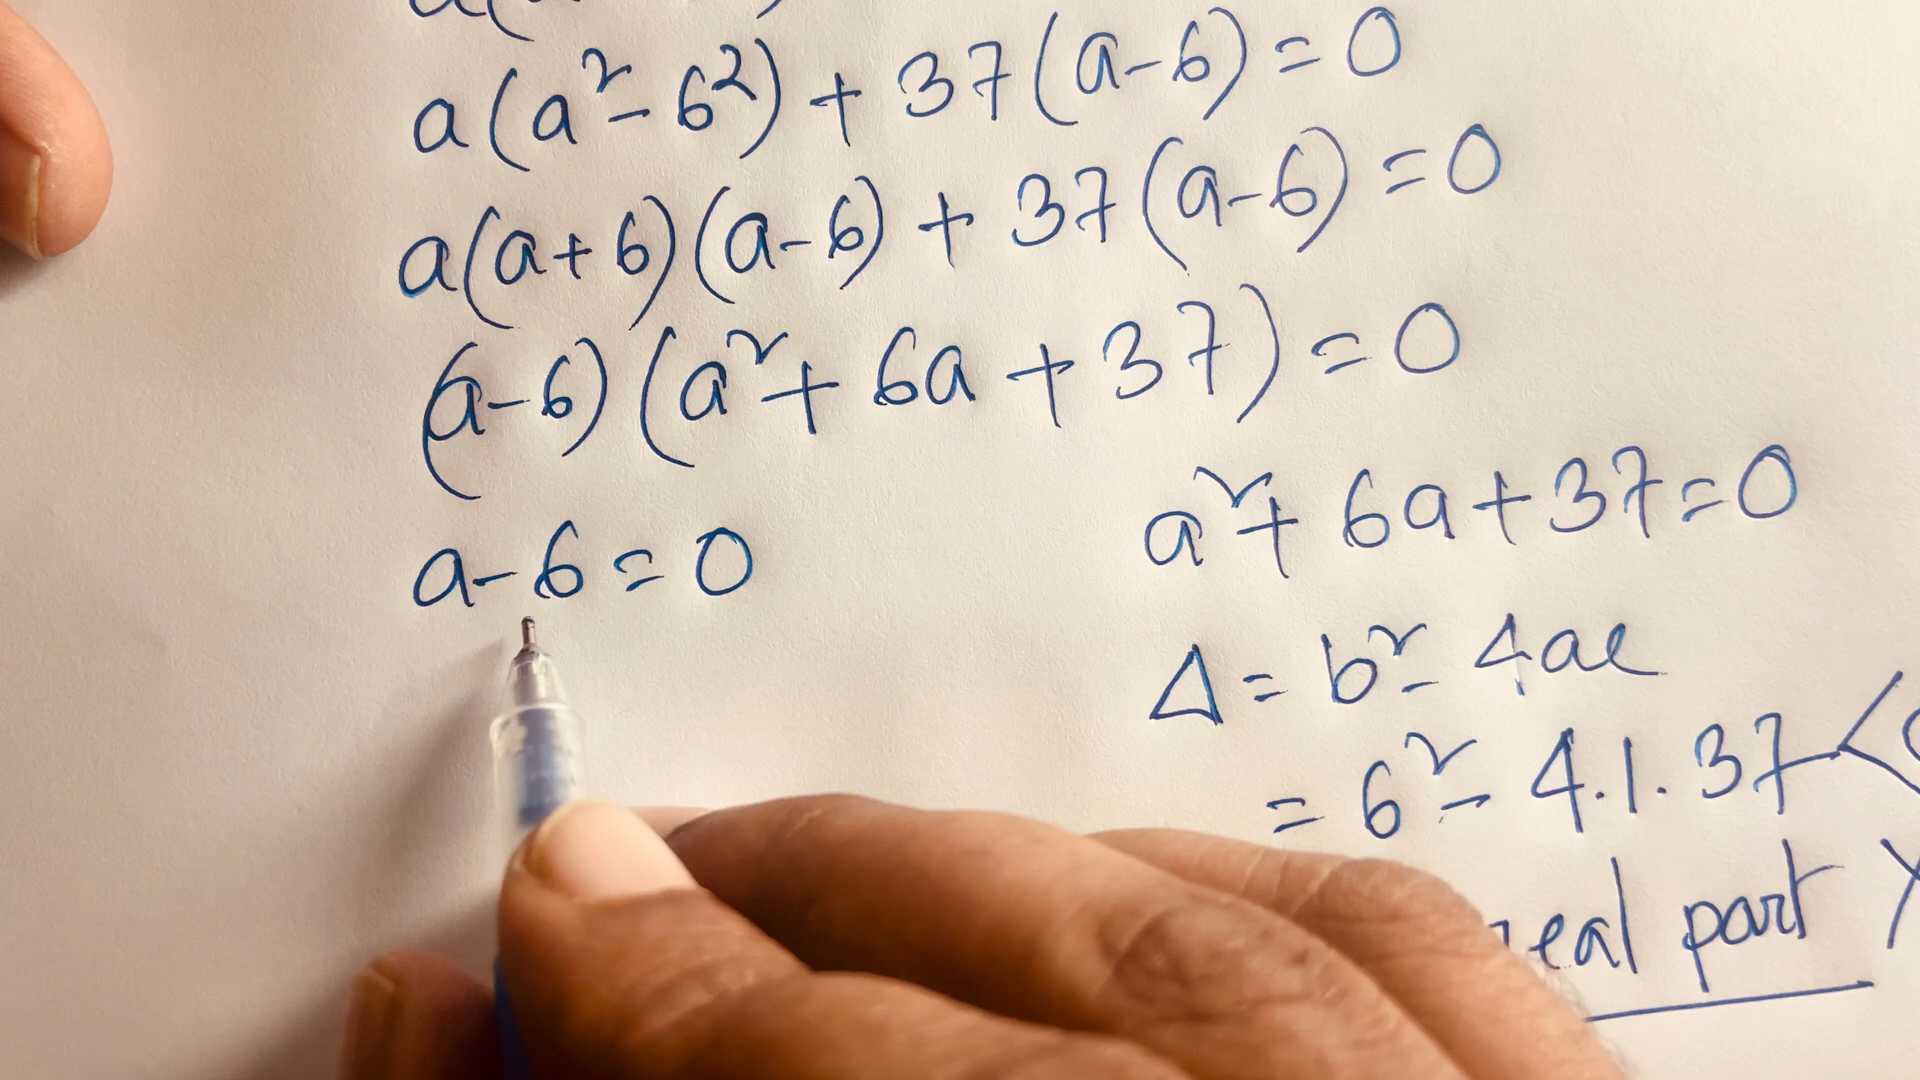 a(a²-6²)+37(a-6)=0
a(a+6)(a-6)+37(a-6)=0
(a-6)(a²+6a+37)=0
a-6=0
a²+6a+37=0
Δ=b²-4ac
=6²-4.1.37<
real part